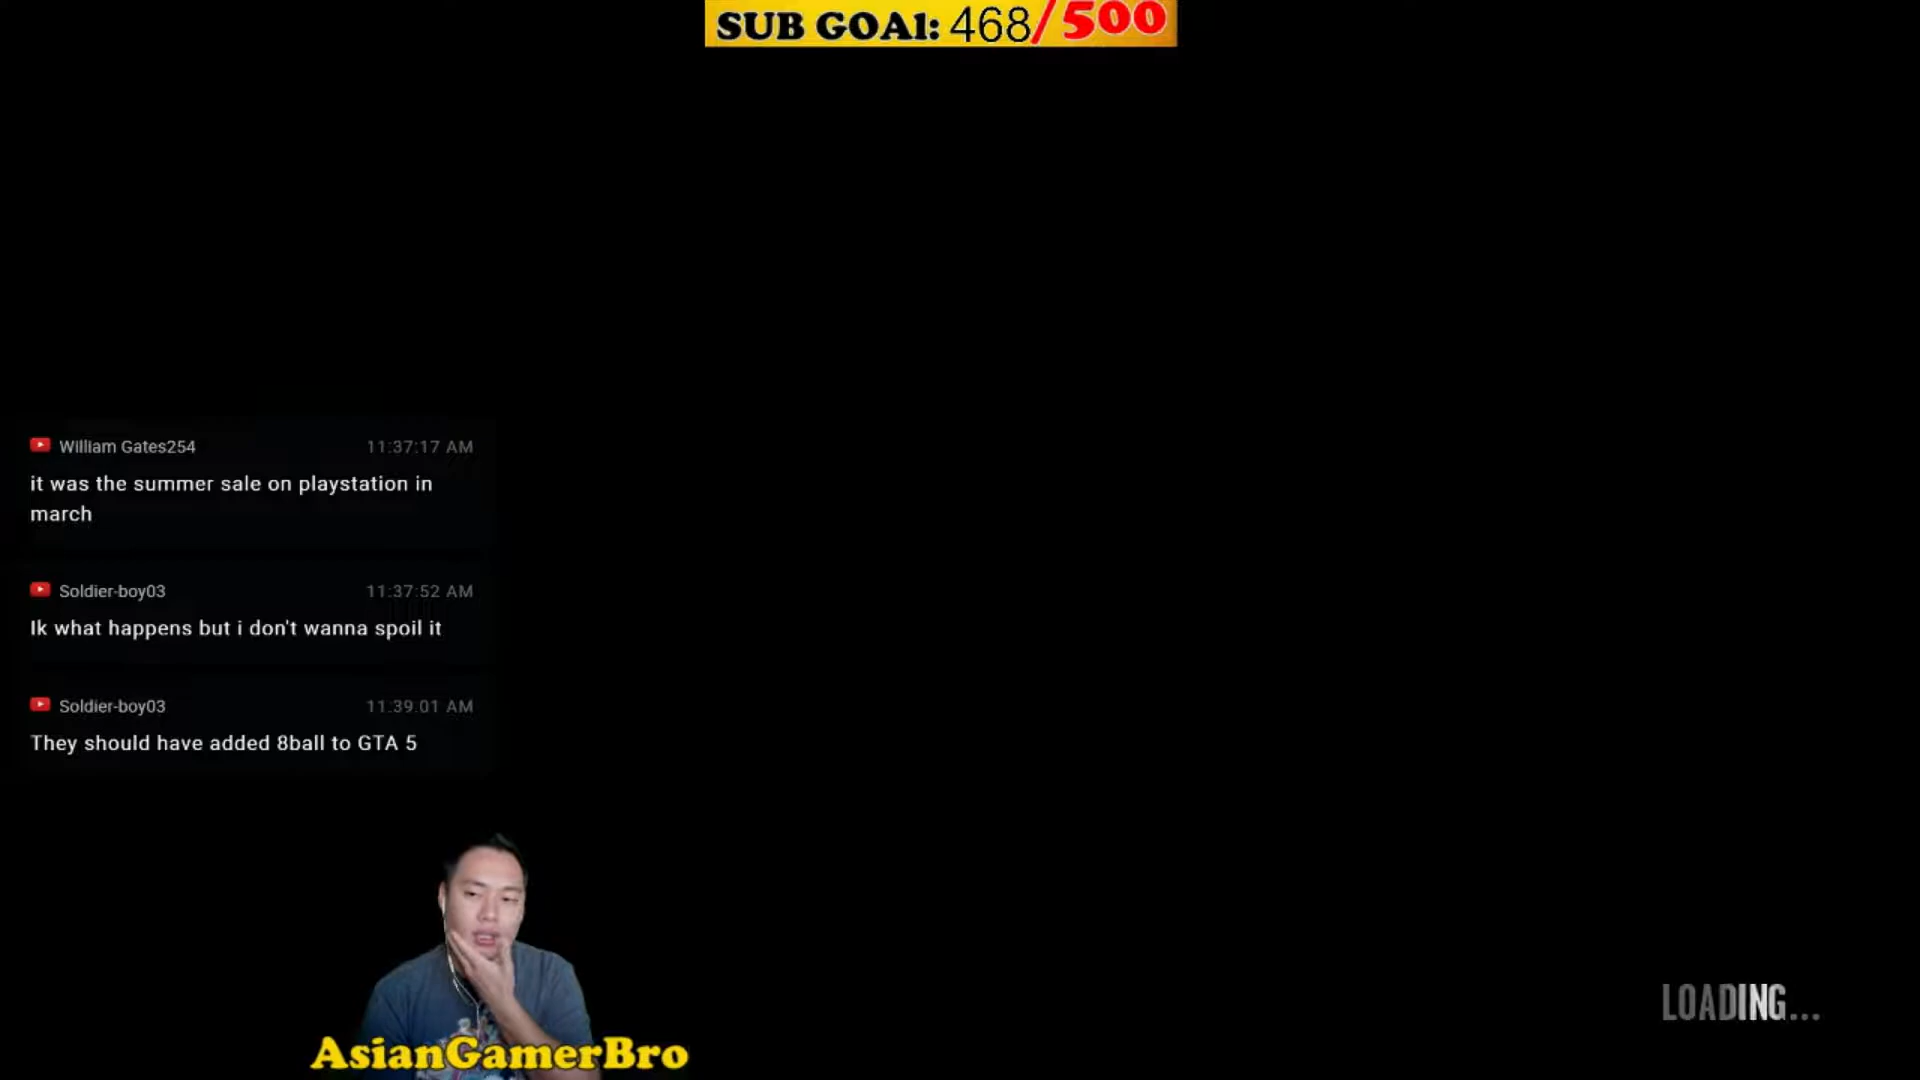 SUB GOAl: 468/500
William Gates254 11:37:17 AM
it was the summer sale on playstation in
march
Soldier-boy03 11:37:52 AM
Ik what happens but i don't wanna spoil it
Soldier-boy03 11:39:01 AM
They should have added 8ball to GTA 5
LOADING...
AsianGamerBro